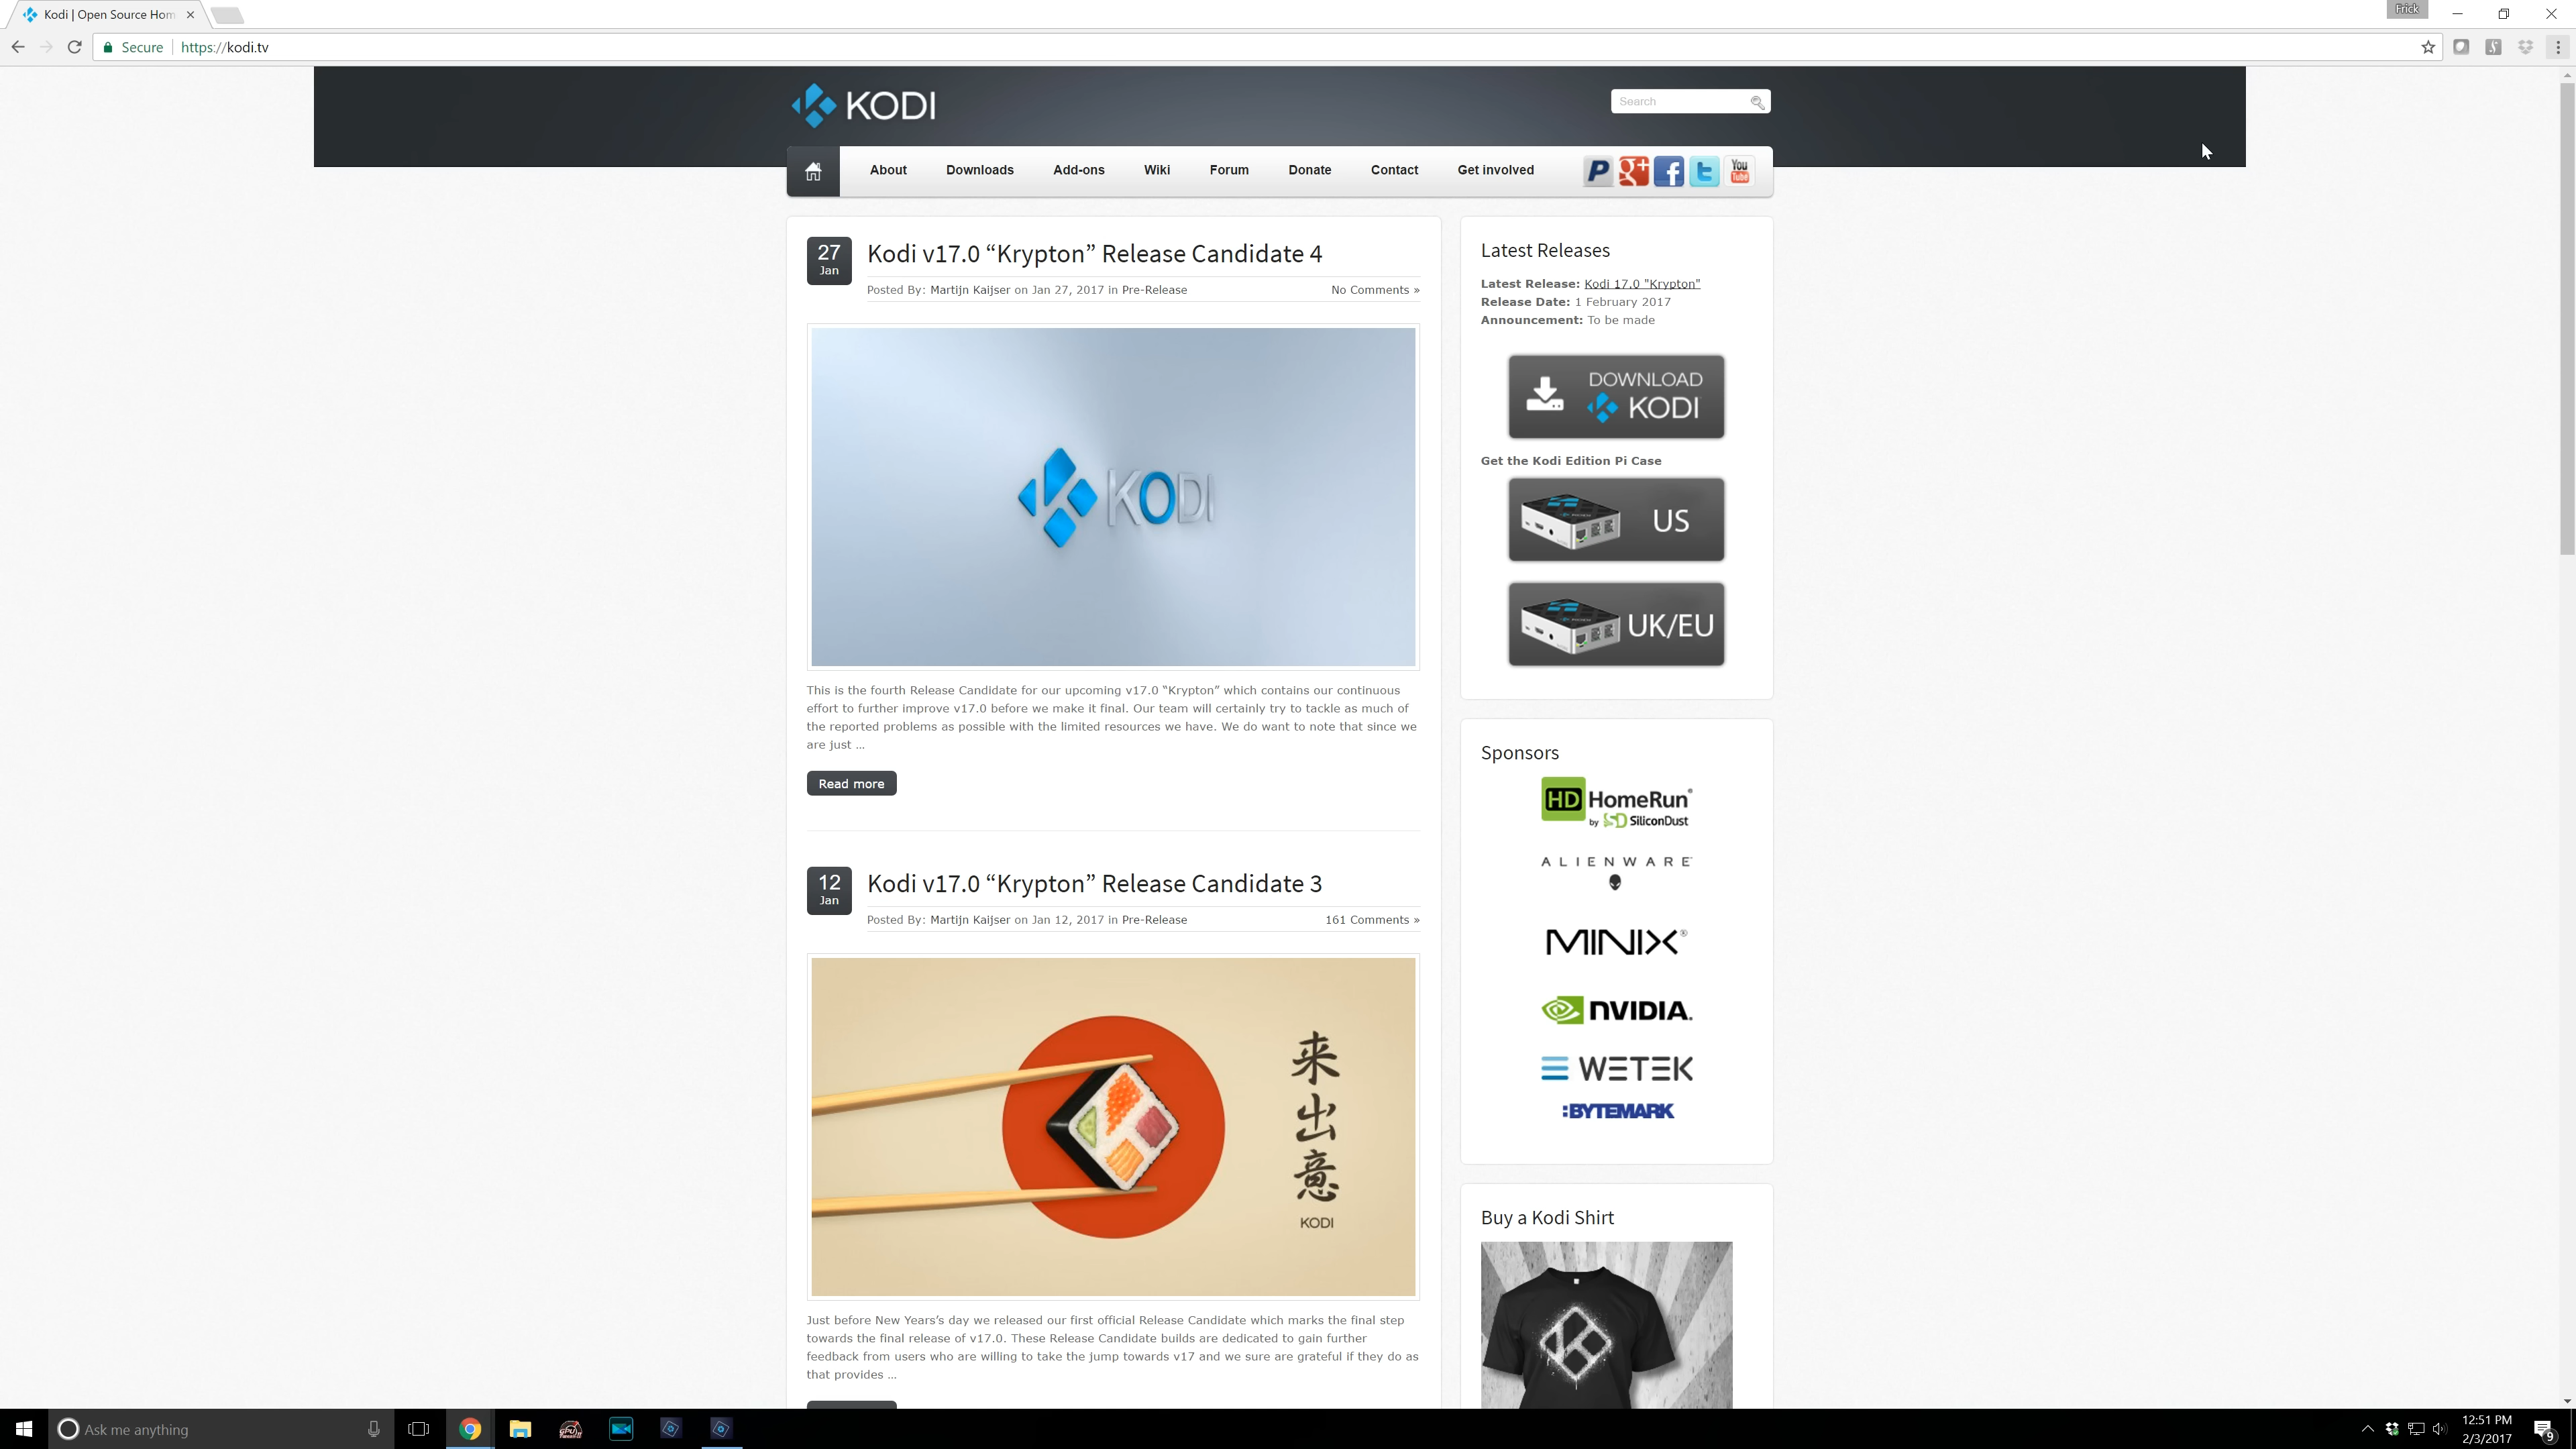 Kodi | Open Source Hom
Frick
Secure
https://kodi.tv
KODI
Search
About
Downloads
Add-ons
Wiki
Forum
Donate
Contact
Get involved
P
g+
f
t
You
Tube
27
Jan
Kodi v17.0 “Krypton” Release Candidate 4
Posted By: Martijn Kaijser on Jan 27, 2017 in Pre-Release
No Comments »
KODI
This is the fourth Release Candidate for our upcoming v17.0 “Krypton” which contains our continuous
effort to further improve v17.0 before we make it final. Our team will certainly try to tackle as much of
the reported problems as possible with the limited resources we have. We do want to note that since we
are just ...
Read more
12
Jan
Kodi v17.0 “Krypton” Release Candidate 3
Posted By: Martijn Kaijser on Jan 12, 2017 in Pre-Release
161 Comments »
来
出
意
KODI
Just before New Years’s day we released our first official Release Candidate which marks the final step
towards the final release of v17.0. These Release Candidate builds are dedicated to gain further
feedback from users who are willing to take the jump towards v17 and we sure are grateful if they do as
that provides ...
Latest Releases
Latest Release: Kodi 17.0 "Krypton"
Release Date: 1 February 2017
Announcement: To be made
DOWNLOAD
KODI
Get the Kodi Edition Pi Case
US
UK/EU
Sponsors
HD HomeRun®
by SD SiliconDust
ALIENWARE
MINIX®
NVIDIA.
WETEK
:BYTEMARK
Buy a Kodi Shirt
Ask me anything
12:51 PM
2/3/2017
9